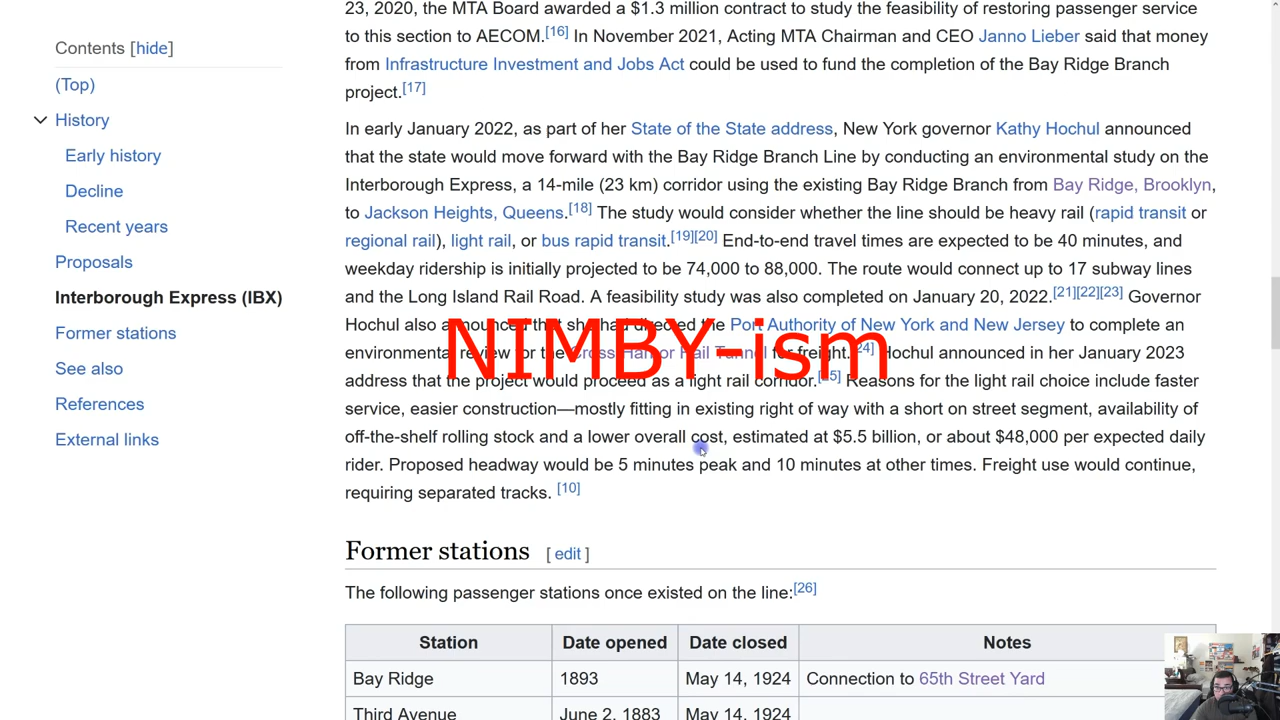 23, 2020, the MTA Board awarded a $1.3 million contract to study the feasibility of restoring passenger service
to this section to AECOM.[16] In November 2021, Acting MTA Chairman and CEO Janno Lieber said that money
from Infrastructure Investment and Jobs Act could be used to fund the completion of the Bay Ridge Branch
project.[17]
Contents [hide]
(Top)
History
Early history
Decline
Recent years
Proposals
Interborough Express (IBX)
Former stations
See also
References
External links
In early January 2022, as part of her State of the State address, New York governor Kathy Hochul announced
that the state would move forward with the Bay Ridge Branch Line by conducting an environmental study on the
Interborough Express, a 14-mile (23 km) corridor using the existing Bay Ridge Branch from Bay Ridge, Brooklyn,
to Jackson Heights, Queens.[18] The study would consider whether the line should be heavy rail (rapid transit or
regional rail), light rail, or bus rapid transit.[19][20] End-to-end travel times are expected to be 40 minutes, and
weekday ridership is initially projected to be 74,000 to 88,000. The route would connect up to 17 subway lines
and the Long Island Rail Road. A feasibility study was also completed on January 20, 2022.[21][22][23] Governor
Hochul also announced that she had directed the Port Authority of New York and New Jersey to complete an
environmental review for the Cross-Harbor Rail Tunnel for freight.[24] Hochul announced in her January 2023
address that the project would proceed as a light rail corridor.[25] Reasons for the light rail choice include faster
service, easier construction—mostly fitting in existing right of way with a short on street segment, availability of
off-the-shelf rolling stock and a lower overall cost, estimated at $5.5 billion, or about $48,000 per expected daily
rider. Proposed headway would be 5 minutes peak and 10 minutes at other times. Freight use would continue,
requiring separated tracks. [10]
NIMBY-ism
Former stations [ edit ]
The following passenger stations once existed on the line:[26]
Station Date opened Date closed Notes
Bay Ridge 1893 May 14, 1924 Connection to 65th Street Yard
Third Avenue June 2, 1883 May 14, 1924